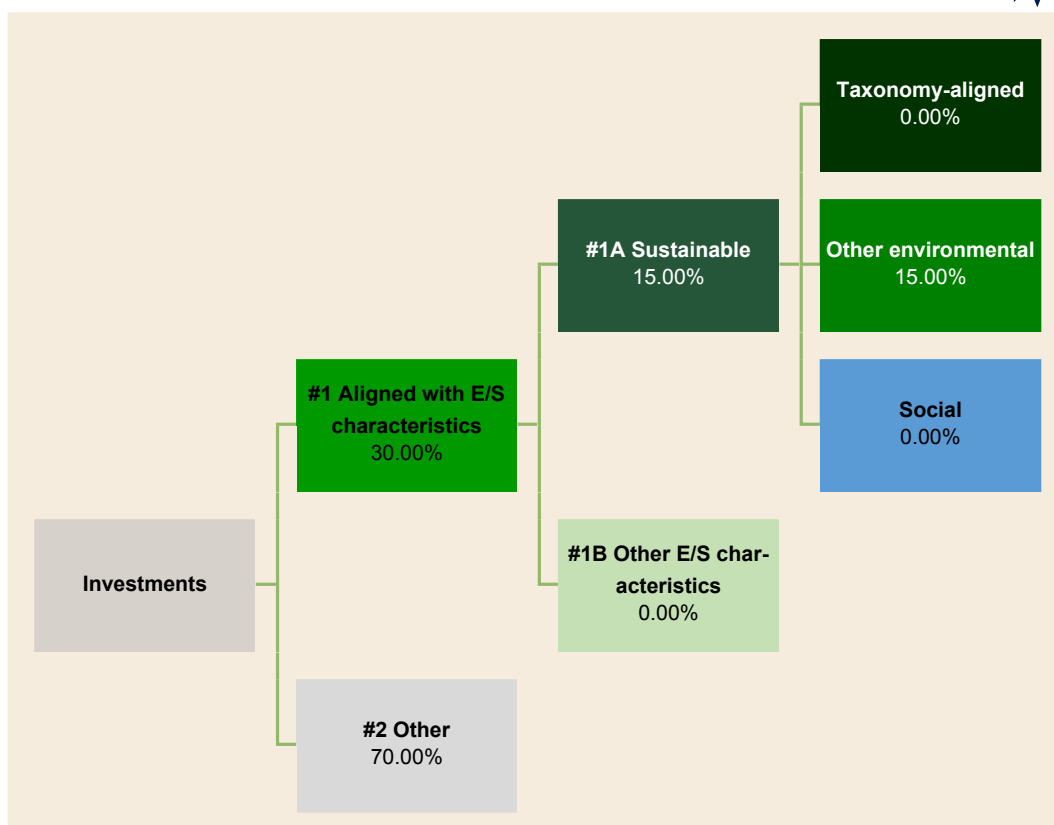 Taxonomy-aligned
0.00%
#1A Sustainable
15.00%
Other environmental
15.00%
#1 Aligned with E/S
characteristics
30.00%
Social
0.00%
Investments
#1B Other E/S char-
acteristics
0.00%
#2 Other
70.00%